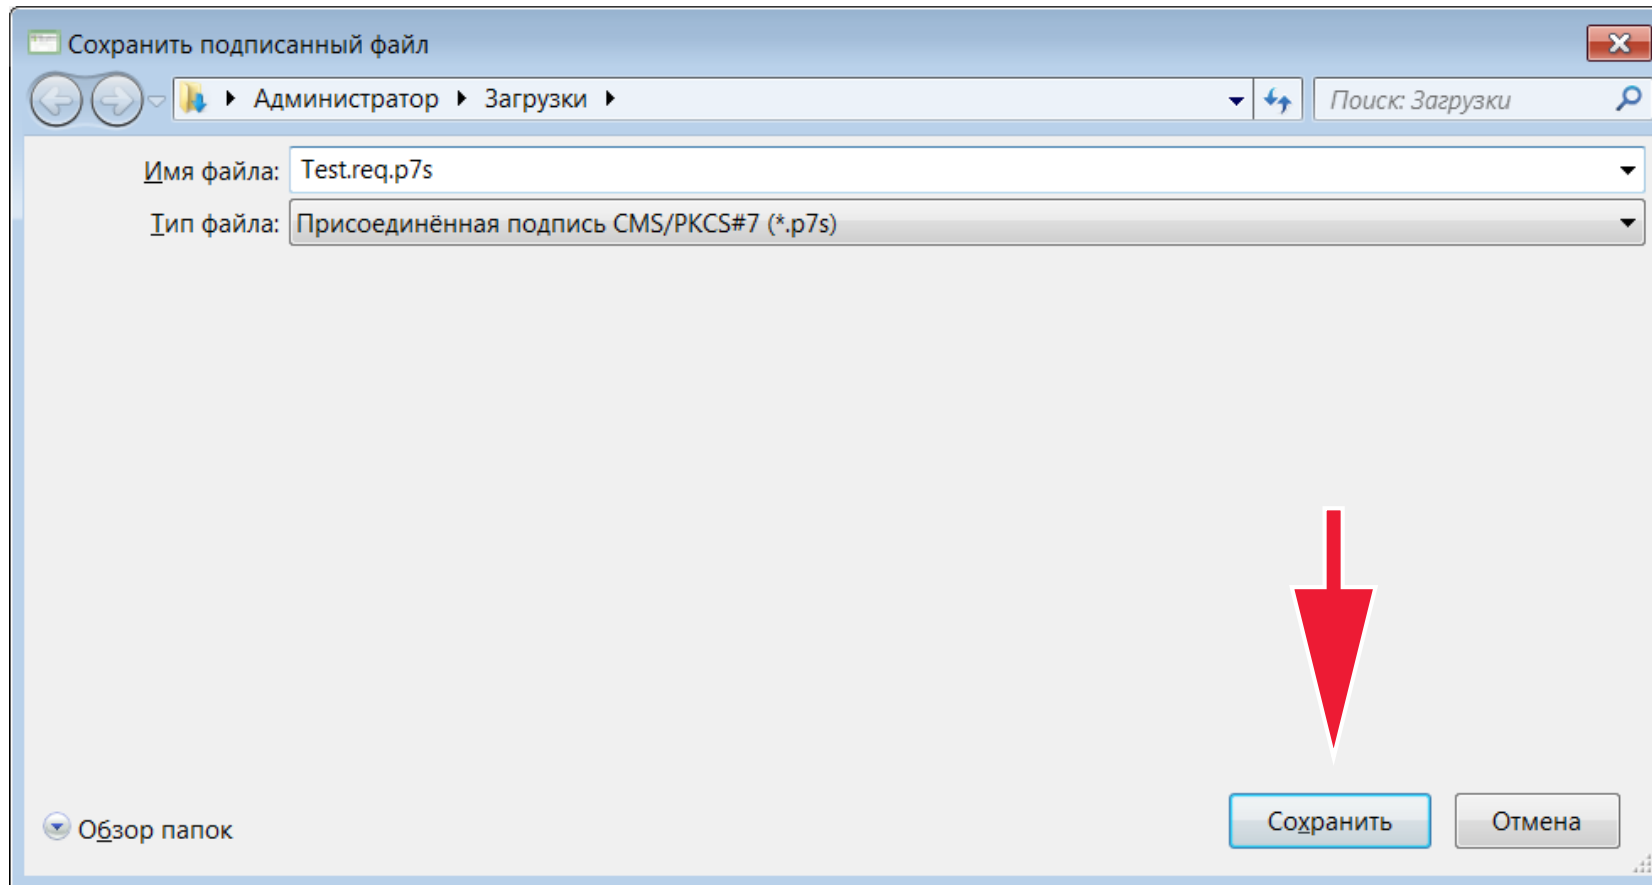 Сохранить подписанный файл
Администратор Загрузки Поиск: Загрузки
Имя файла: Test.req.p7s
Тип файла: Присоединённая подпись CMS/PKCS#7 (*.p7s)
Обзор папок Сохранить Отмена